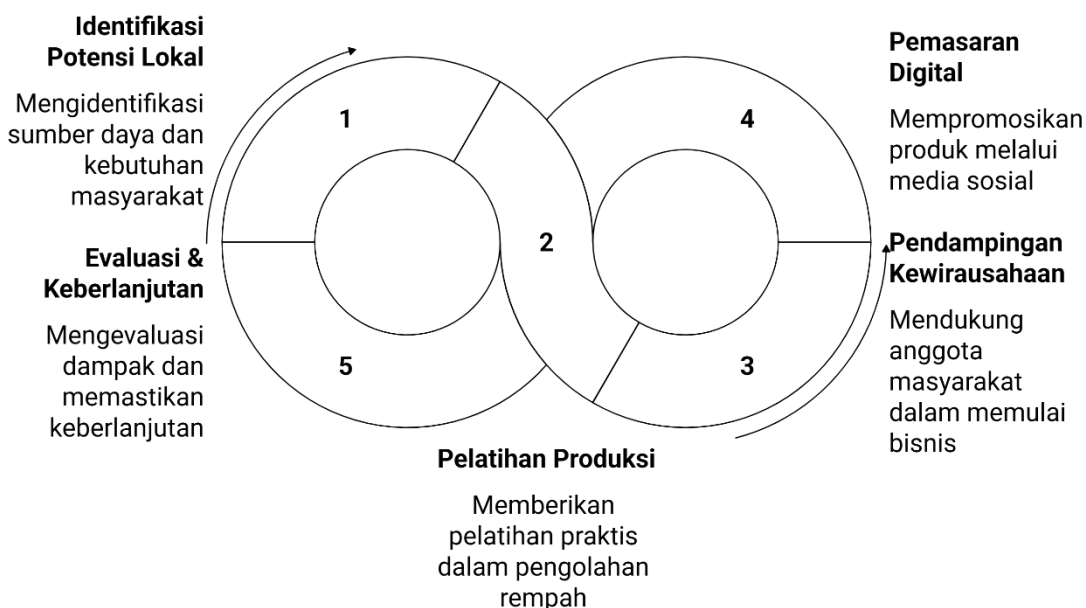 Identifikasi
Potensi Lokal
Mengidentifikasi
sumber daya dan
kebutuhan
masyarakat
Evaluasi &
Keberlanjutan
Mengevaluasi
dampak dan
memastikan
keberlanjutan
1
5
2
4
3
Pelatihan Produksi
Memberikan
pelatihan praktis
dalam pengolahan
rempah
Pemasaran
Digital
Mempromosikan
produk melalui
media sosial
Pendampingan
Kewirausahaan
Mendukung
anggota
masyarakat
dalam memulai
bisnis